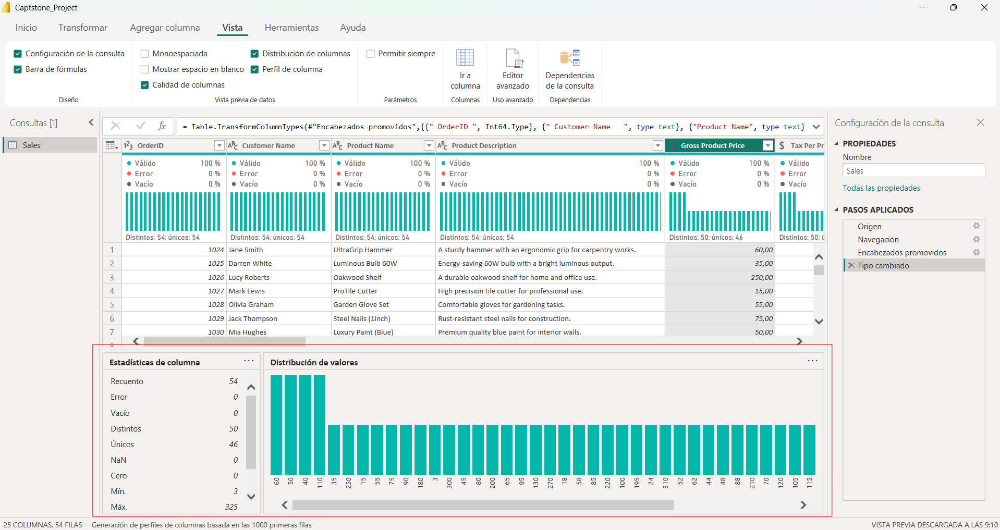 Captstone_Project
Inicio Transformar Agregar columna Vista Herramientas Ayuda
Configuración de la consulta
Barra de fórmulas
Diseño
Monoespaciada
Mostrar espacio en blanco
Calidad de columnas
Distribución de columnas
Perfil de columna
Vista previa de datos
Permitir siempre
Parámetros
Ir a
columna
Columnas
Editor
avanzado
Uso avanzado
Dependencias
de la consulta
Dependencias
Consultas [1]
Sales
fx = Table.TransformColumnTypes(#"Encabezados promovidos",{{" OrderID ", Int64.Type}, {" Customer Name   ", type text}, {"Product Name", type text}
1²3 OrderID ABC Customer Name ABC Product Name ABC Product Description $ Gross Product Price $ Tax Per Pr
Válido 100 % Válido 100 % Válido 100 % Válido 100 % Válido 100 % Válido
Error 0 % Error 0 % Error 0 % Error 0 % Error 0 % Error
Vacío 0 % Vacío 0 % Vacío 0 % Vacío 0 % Vacío 0 % Vacío
Distintos: 54; únicos: 54 Distintos: 54; únicos: 54 Distintos: 54; únicos: 54 Distintos: 54; únicos: 54 Distintos: 50; únicos: 46 Distintos: 50; ú
1 1024 Jane Smith UltraGrip Hammer A sturdy hammer with an ergonomic grip for carpentry works. 60,00
2 1025 Darren White Luminous Bulb 60W Energy-saving 60W bulb with a bright luminous output. 35,00
3 1026 Lucy Roberts Oakwood Shelf A durable oakwood shelf for home and office use. 250,00
4 1027 Mark Lewis ProTile Cutter High precision tile cutter for professional use. 15,00
5 1028 Olivia Graham Garden Glove Set Comfortable gloves for gardening tasks. 55,00
6 1029 Jack Thompson Steel Nails (1inch) Rust-resistant steel nails for construction. 75,00
7 1030 Mia Hughes Luxury Paint (Blue) Premium quality blue paint for interior walls. 50,00
8
Estadísticas de columna ...
Recuento 54
Error 0
Vacío 0
Distintos 50
Únicos 46
NaN 0
Cero 0
Mín. 3
Máx. 325
Distribución de valores ...
60 50 40 110 35 250 15 55 75 90 180 3 300 45 80 200 65 95 130 270 18 58 85 220 100 195 24 310 52 62 44 48 88 210 70 120 105 115
Configuración de la consulta
PROPIEDADES
Nombre
Sales
Todas las propiedades
PASOS APLICADOS
Origen
Navegación
Encabezados promovidos
Tipo cambiado
25 COLUMNAS, 54 FILAS Generación de perfiles de columnas basada en las 1000 primeras filas VISTA PREVIA DESCARGADA A LAS 9:10